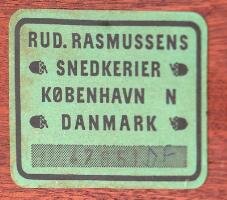 RUD. RASMUSSENS
SNEDKERIER
KØBENHAVN N
DANMARK